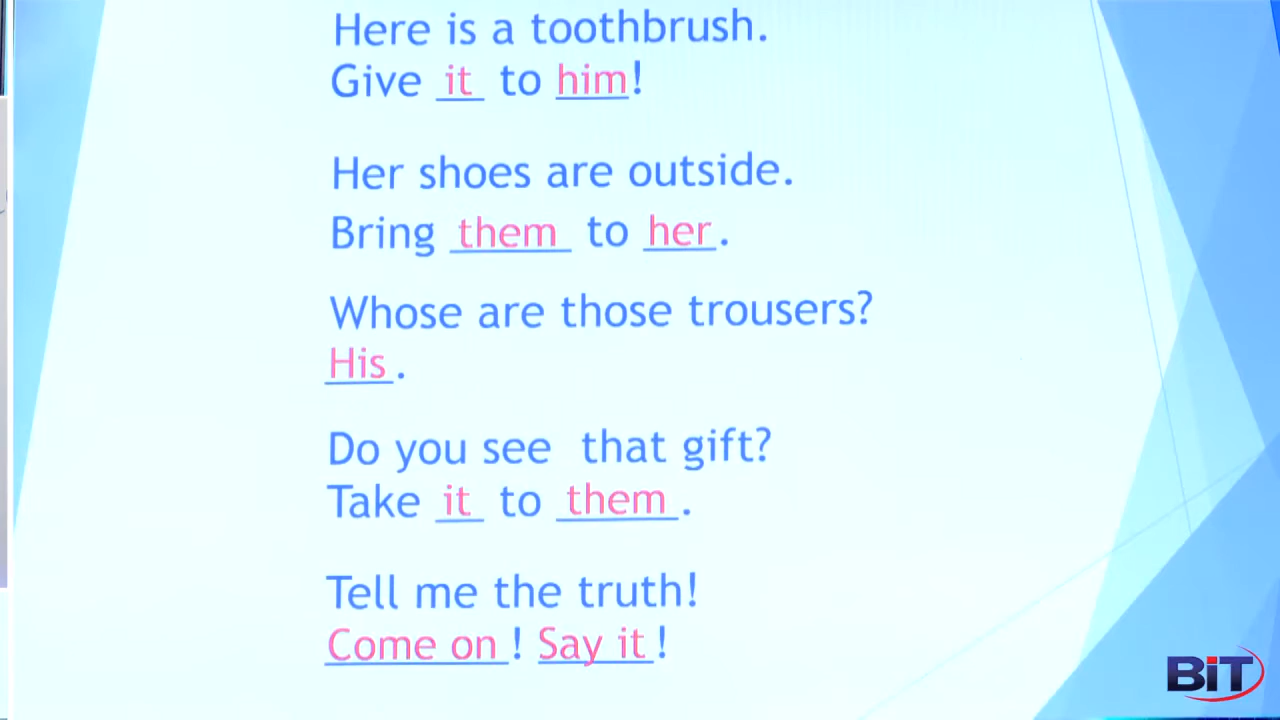 Here is a toothbrush.
Give it to him!
Her shoes are outside.
Bring them to her.
Whose are those trousers?
His.
Do you see that gift?
Take it to them.
Tell me the truth!
Come on! Say it!
BiT